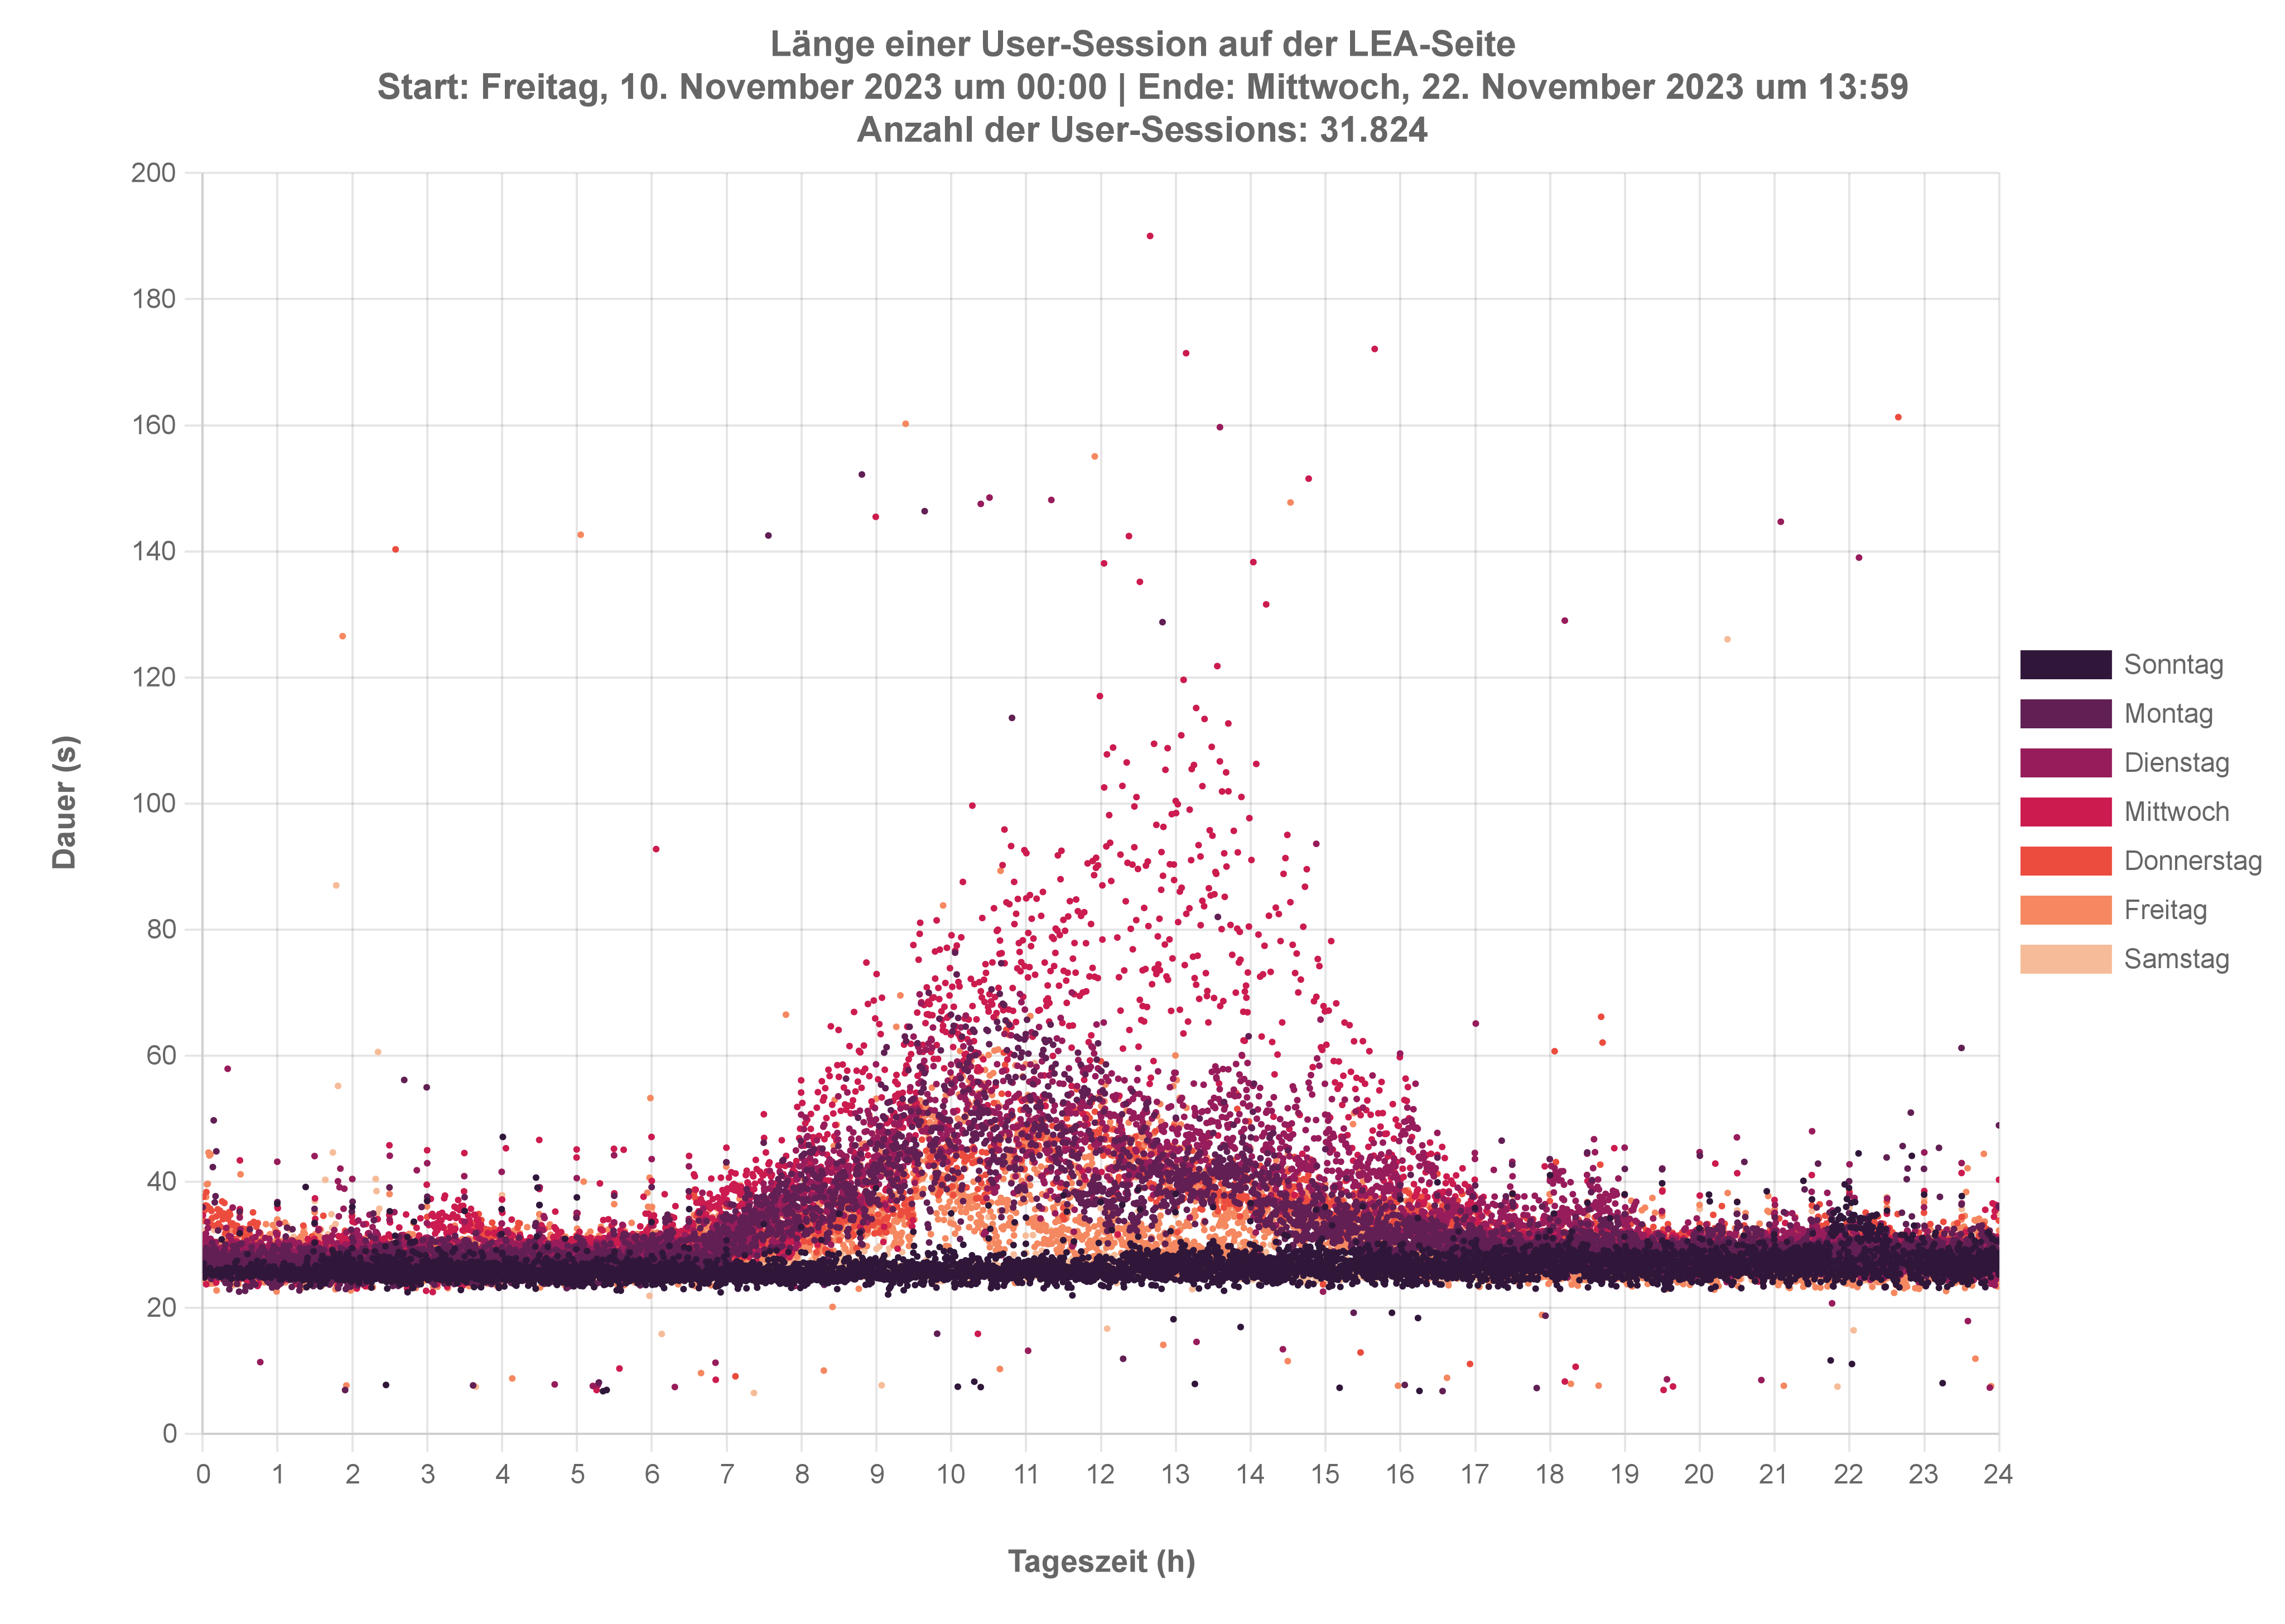 Länge einer User-Session auf der LEA-Seite
Start: Freitag, 10. November 2023 um 00:00 | Ende: Mittwoch, 22. November 2023 um 13:59
Anzahl der User-Sessions: 31.824
200
180
160
140
120
100
80
60
40
20
0
Dauer (s)
0 1 2 3 4 5 6 7 8 9 10 11 12 13 14 15 16 17 18 19 20 21 22 23 24
Tageszeit (h)
Sonntag
Montag
Dienstag
Mittwoch
Donnerstag
Freitag
Samstag